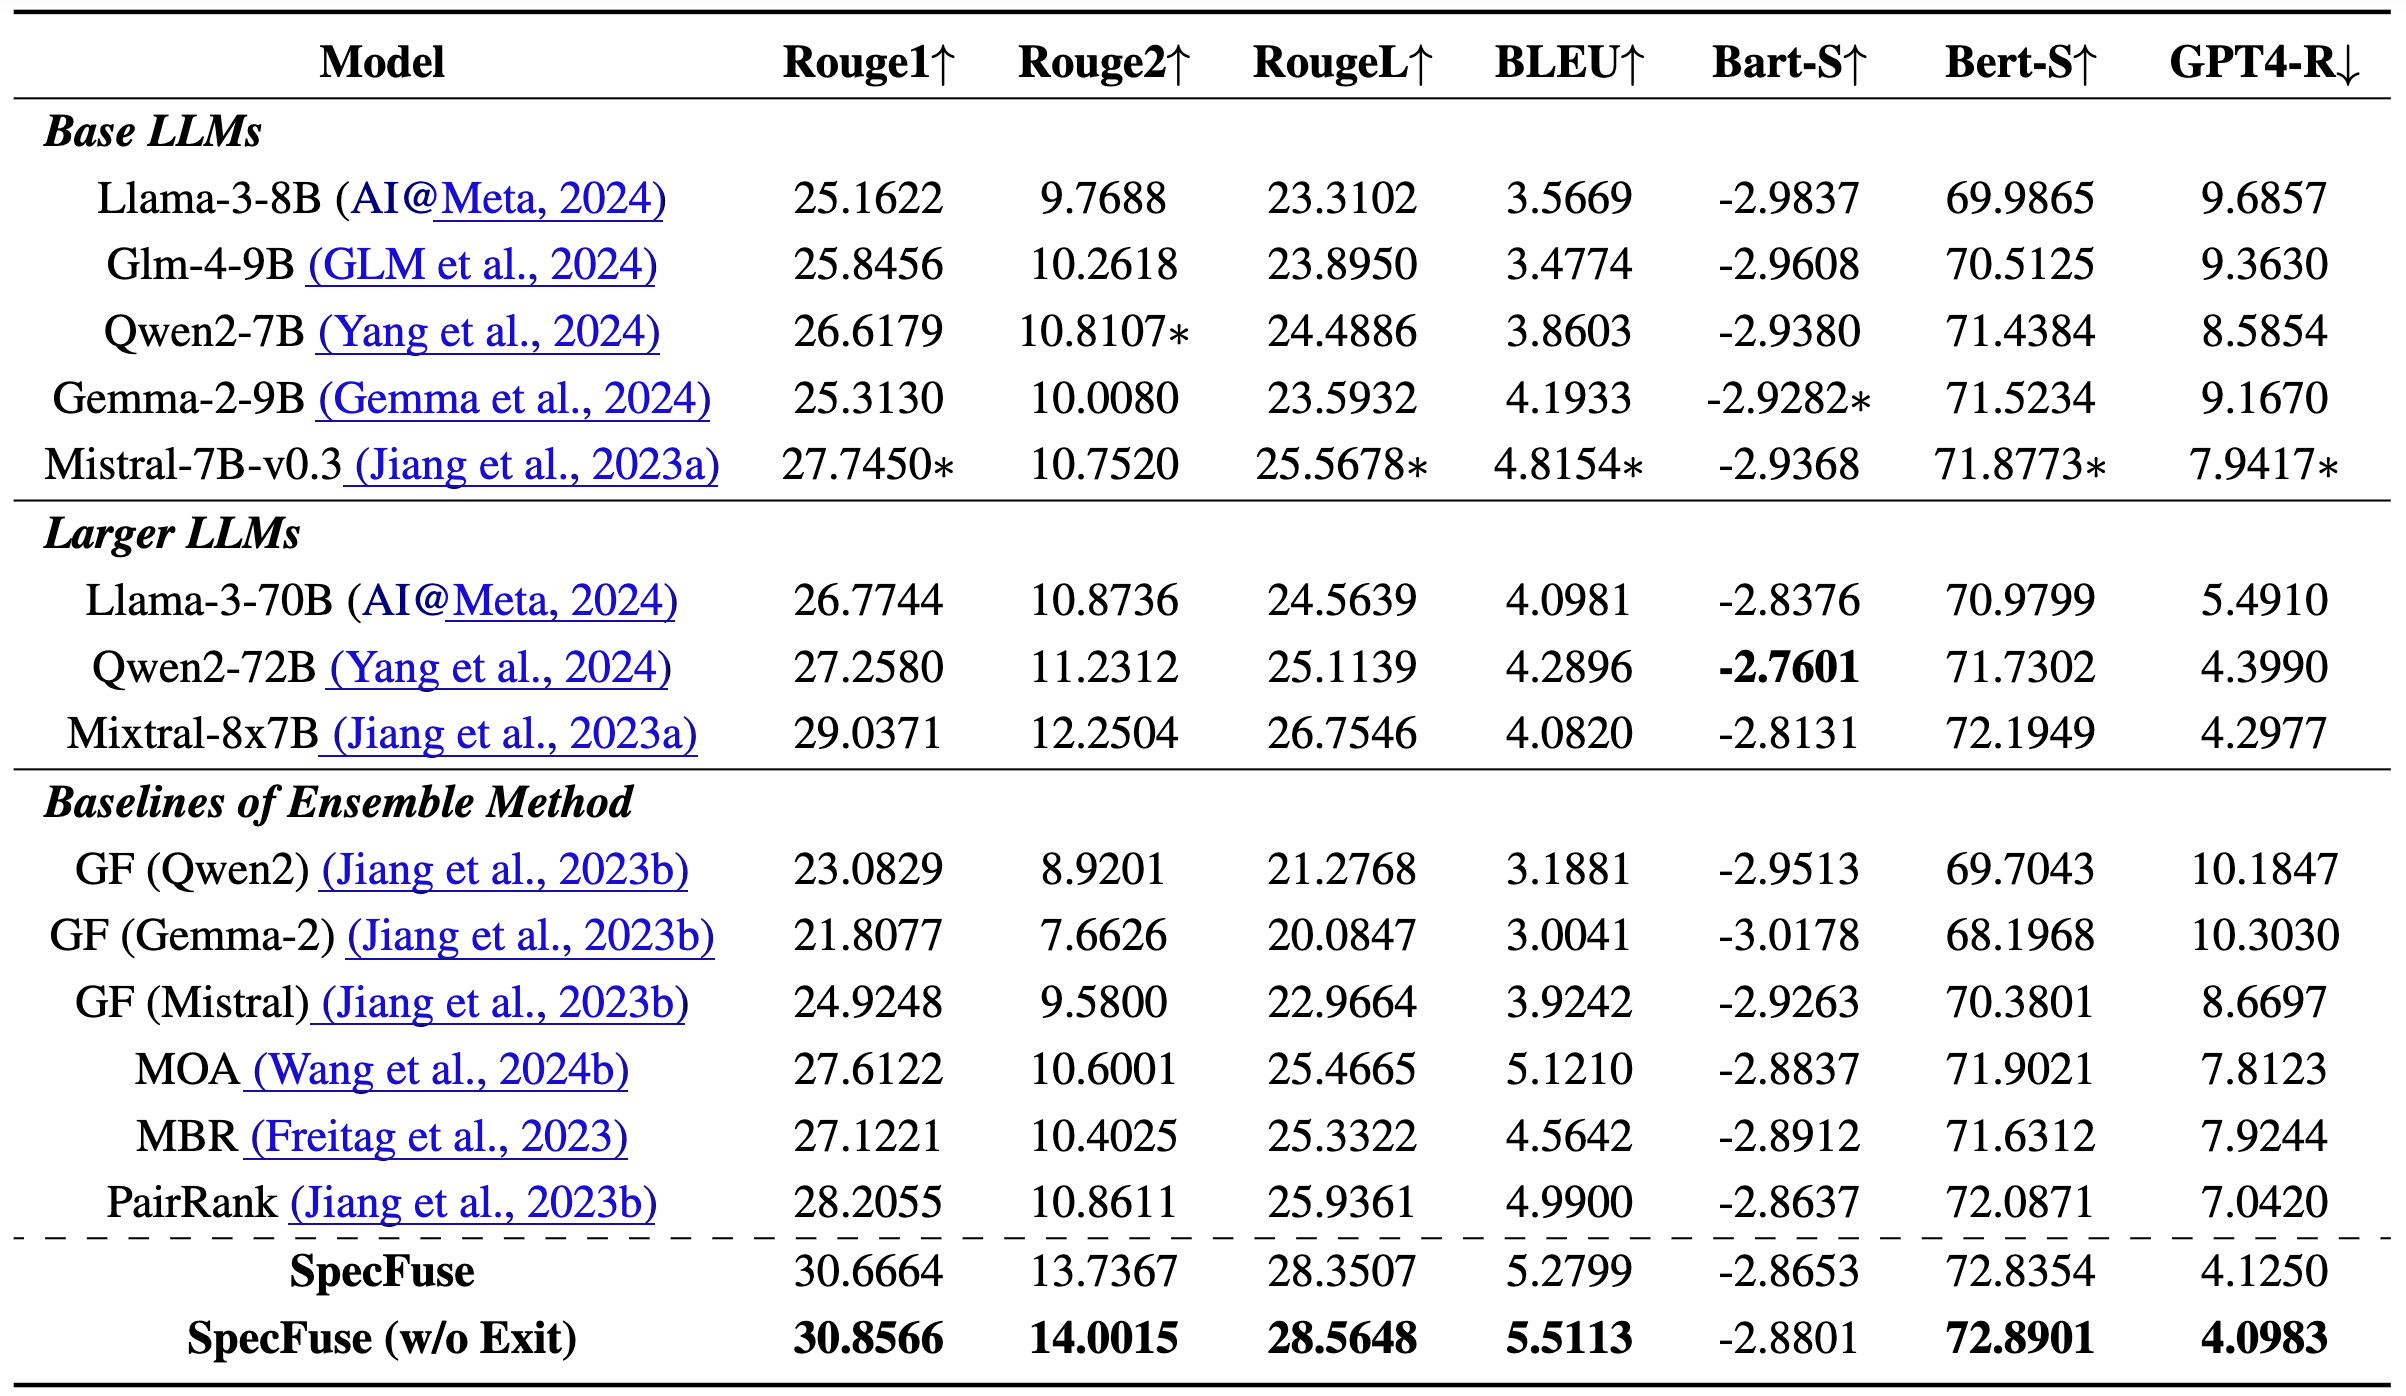 Model Rouge1↑ Rouge2↑ RougeL↑ BLEU↑ Bart-S↑ Bert-S↑ GPT4-R↓
Base LLMs
Llama-3-8B (AI@Meta, 2024) 25.1622 9.7688 23.3102 3.5669 -2.9837 69.9865 9.6857
Glm-4-9B (GLM et al., 2024) 25.8456 10.2618 23.8950 3.4774 -2.9608 70.5125 9.3630
Qwen2-7B (Yang et al., 2024) 26.6179 10.8107∗ 24.4886 3.8603 -2.9380 71.4384 8.5854
Gemma-2-9B (Gemma et al., 2024) 25.3130 10.0080 23.5932 4.1933 -2.9282∗ 71.5234 9.1670
Mistral-7B-v0.3 (Jiang et al., 2023a) 27.7450∗ 10.7520 25.5678∗ 4.8154∗ -2.9368 71.8773∗ 7.9417∗
Larger LLMs
Llama-3-70B (AI@Meta, 2024) 26.7744 10.8736 24.5639 4.0981 -2.8376 70.9799 5.4910
Qwen2-72B (Yang et al., 2024) 27.2580 11.2312 25.1139 4.2896 -2.7601 71.7302 4.3990
Mixtral-8x7B (Jiang et al., 2023a) 29.0371 12.2504 26.7546 4.0820 -2.8131 72.1949 4.2977
Baselines of Ensemble Method
GF (Qwen2) (Jiang et al., 2023b) 23.0829 8.9201 21.2768 3.1881 -2.9513 69.7043 10.1847
GF (Gemma-2) (Jiang et al., 2023b) 21.8077 7.6626 20.0847 3.0041 -3.0178 68.1968 10.3030
GF (Mistral) (Jiang et al., 2023b) 24.9248 9.5800 22.9664 3.9242 -2.9263 70.3801 8.6697
MOA (Wang et al., 2024b) 27.6122 10.6001 25.4665 5.1210 -2.8837 71.9021 7.8123
MBR (Freitag et al., 2023) 27.1221 10.4025 25.3322 4.5642 -2.8912 71.6312 7.9244
PairRank (Jiang et al., 2023b) 28.2055 10.8611 25.9361 4.9900 -2.8637 72.0871 7.0420
SpecFuse 30.6664 13.7367 28.3507 5.2799 -2.8653 72.8354 4.1250
SpecFuse (w/o Exit) 30.8566 14.0015 28.5648 5.5113 -2.8801 72.8901 4.0983